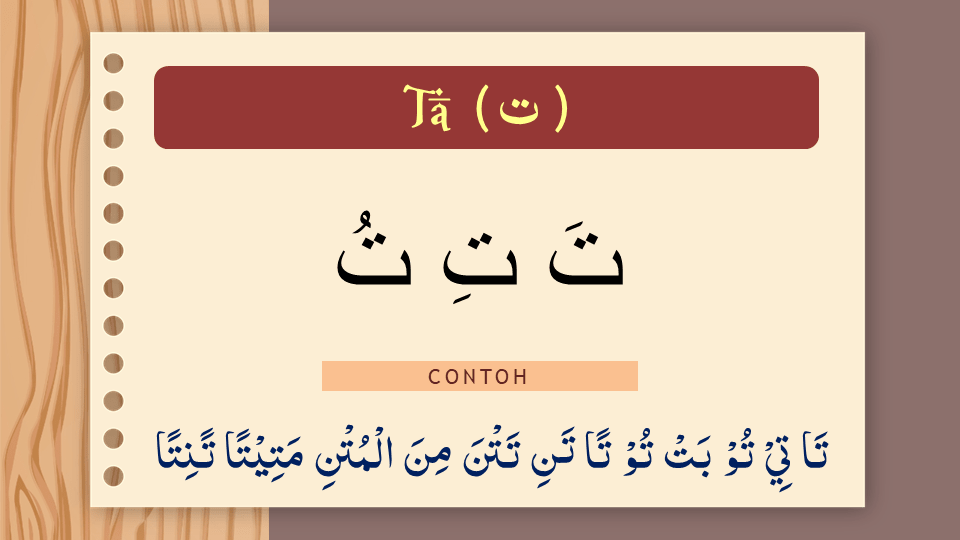 Tā (ت)
تَ تِ تُ
CONTOH
تَا تِيْ تُوْ بَتْ تُوْ تًا تَنِ تَتْنَ مِنَ الْمُتْنِ مَتِيْتًا تَنِتًا